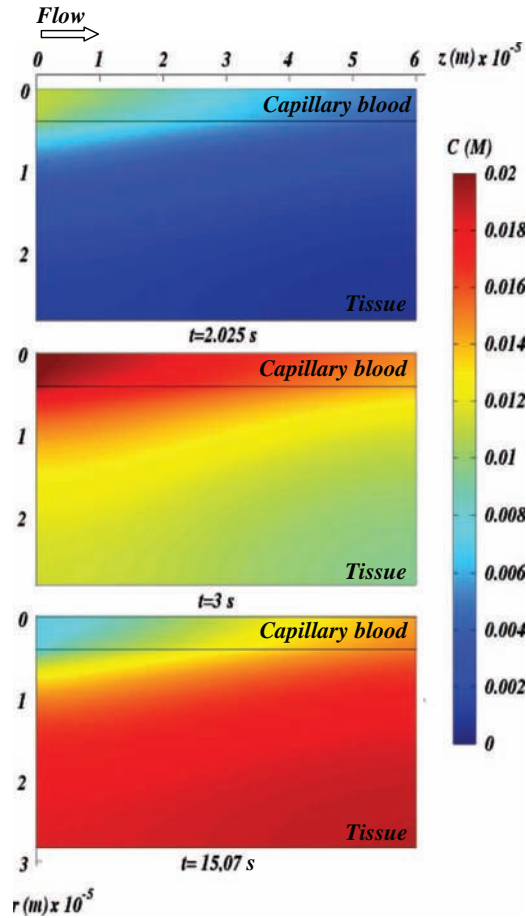 Flow
0 1 2 3 4 5 6 z (m) x 10⁻⁵
0
Capillary blood
1
2
Tissue
t=2.025 s
0
Capillary blood
1
2
Tissue
t=3 s
0
Capillary blood
1
2
Tissue
3
t= 15,07 s
r (m) x 10⁻⁵
C (M)
0.02
0.018
0.016
0.014
0.012
0.01
0.008
0.006
0.004
0.002
0